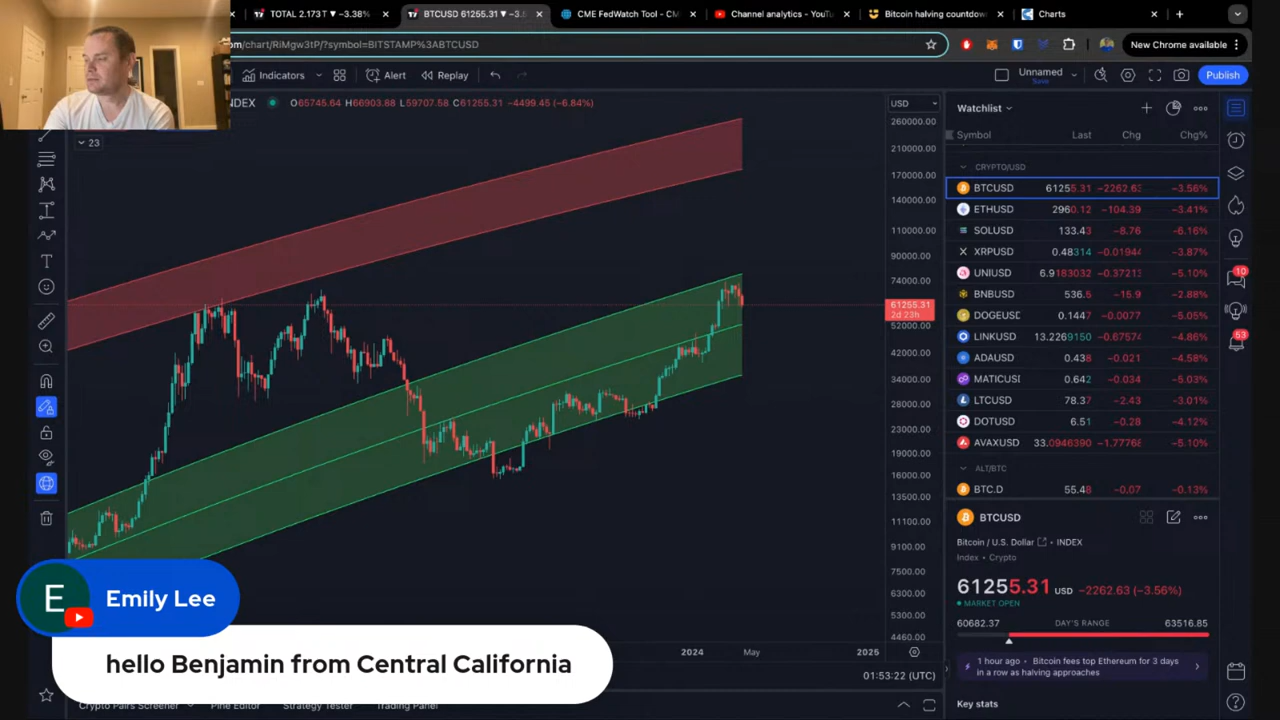 TOTAL 2.173 T ▼ −3.38%
BTCUSD 61255.31 ▼ −3.5
CME FedWatch Tool - CM
Channel analytics - YouTu
Bitcoin halving countdow
Charts
om/chart/RiMgw3tP/?symbol=BITSTAMP%3ABTCUSD
New Chrome available
Indicators
Alert
Replay
Unnamed
Save
Publish
NDEX O65745.64 H66903.88 L59707.58 C61255.31 −4499.45 (−6.84%)
23
USD
260000.00
210000.00
170000.00
140000.00
110000.00
90000.00
74000.00
61255.31
2d 23h
52000.00
42000.00
34000.00
28000.00
23000.00
19000.00
16000.00
13500.00
11100.00
9100.00
7500.00
6300.00
5300.00
4460.00
2024 May 2025
01:53:22 (UTC)
Watchlist
Symbol Last Chg Chg%
CRYPTO/USD
BTCUSD 61255.31 −2262.63 −3.56%
ETHUSD 2960.12 −104.39 −3.41%
SOLUSD 133.43 −8.76 −6.16%
XRPUSD 0.48314 −0.01944 −3.87%
UNIUSD 6.9183032 −0.37213 −5.10%
BNBUSD 536.5 −15.9 −2.88%
DOGEUSD 0.1447 −0.0077 −5.05%
LINKUSD 13.2269150 −0.67574 −4.86%
ADAUSD 0.438 −0.021 −4.58%
MATICUSD 0.642 −0.034 −5.03%
LTCUSD 78.37 −2.43 −3.01%
DOTUSD 6.51 −0.28 −4.12%
AVAXUSD 33.0946390 −1.77768 −5.10%
ALT/BTC
BTC.D 55.48 −0.07 −0.13%
10
53
BTCUSD
Bitcoin / U.S. Dollar INDEX
Index • Crypto
61255.31 USD −2262.63 (−3.56%)
MARKET OPEN
60682.37 DAY'S RANGE 63516.85
1 hour ago • Bitcoin fees top Ethereum for 3 days
in a row as halving approaches
Key stats
E
Emily Lee
hello Benjamin from Central California
Crypto Pairs Screener
Pine Editor
Strategy Tester
Trading Panel